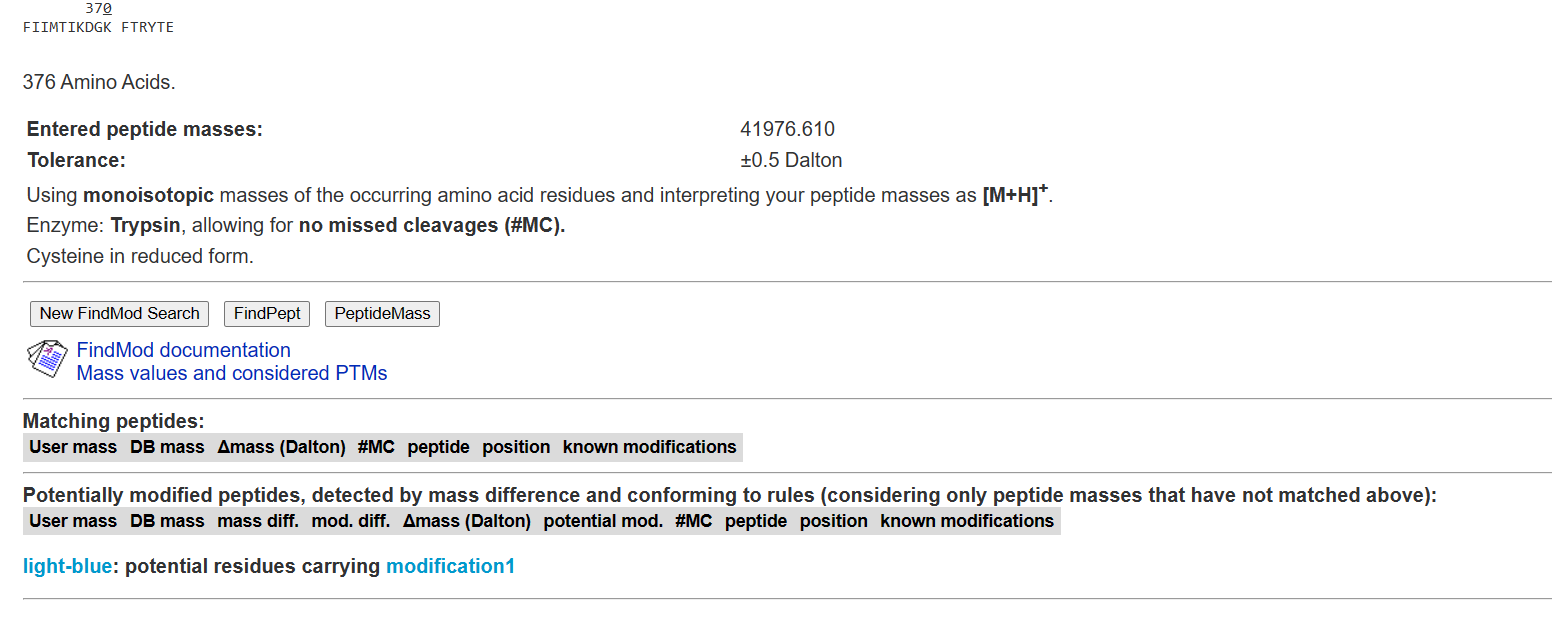 370
FIIMTIKDGK FTRYTE
376 Amino Acids.
Entered peptide masses: 41976.610
Tolerance: ±0.5 Dalton
Using monoisotopic masses of the occurring amino acid residues and interpreting your peptide masses as [M+H]+.
Enzyme: Trypsin, allowing for no missed cleavages (#MC).
Cysteine in reduced form.
New FindMod Search FindPept PeptideMass
FindMod documentation
Mass values and considered PTMs
Matching peptides:
User mass DB mass Δmass (Dalton) #MC peptide position known modifications
Potentially modified peptides, detected by mass difference and conforming to rules (considering only peptide masses that have not matched above):
User mass DB mass mass diff. mod. diff. Δmass (Dalton) potential mod. #MC peptide position known modifications
light-blue: potential residues carrying modification1